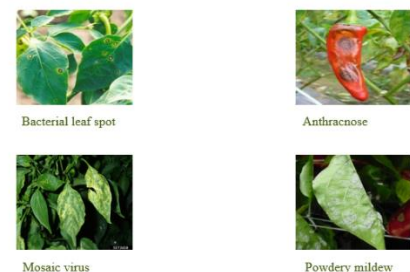 Bacterial leaf spot
Anthracnose
Mosaic virus
Powdery mildew